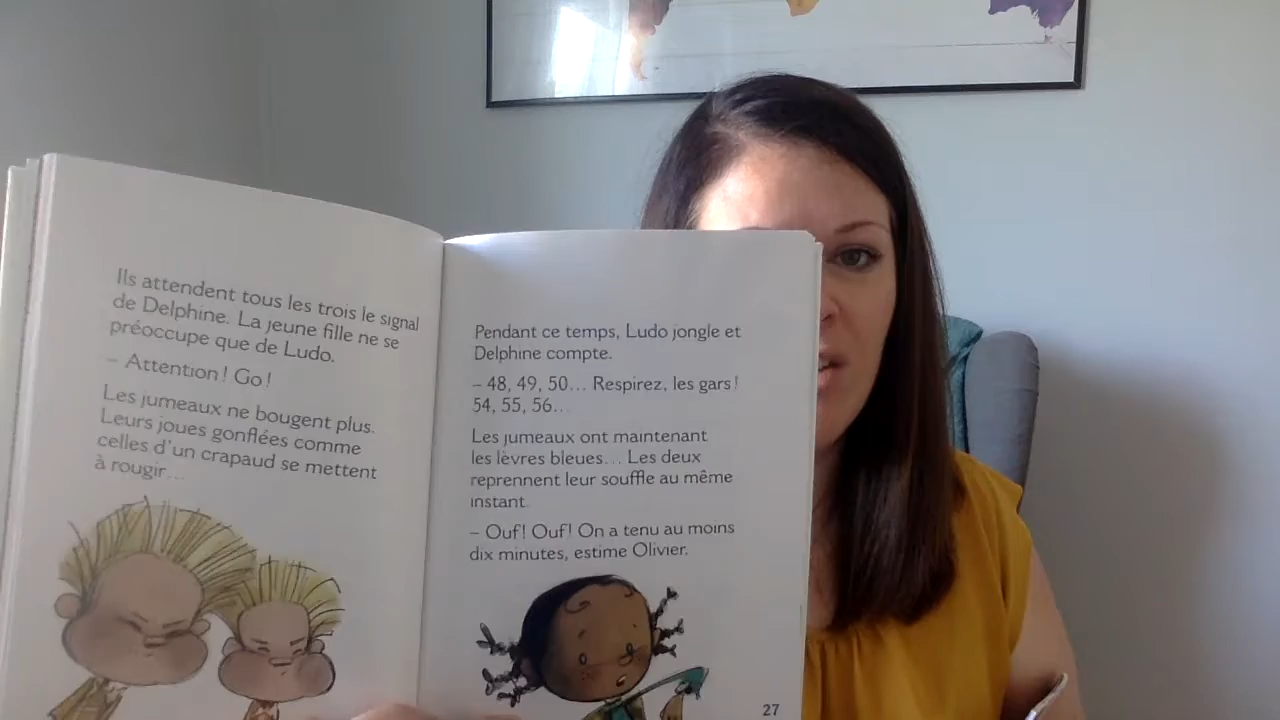 Ils attendent tous les trois le signal
de Delphine. La jeune fille ne se
préoccupe que de Ludo.
– Attention ! Go !
Les jumeaux ne bougent plus.
Leurs joues gonflées comme
celles d'un crapaud se mettent
à rougir...
Pendant ce temps, Ludo jongle et
Delphine compte.
– 48, 49, 50... Respirez, les gars !
54, 55, 56...
Les jumeaux ont maintenant
les lèvres bleues... Les deux
reprennent leur souffle au même
instant.
– Ouf ! Ouf ! On a tenu au moins
dix minutes, estime Olivier.
27